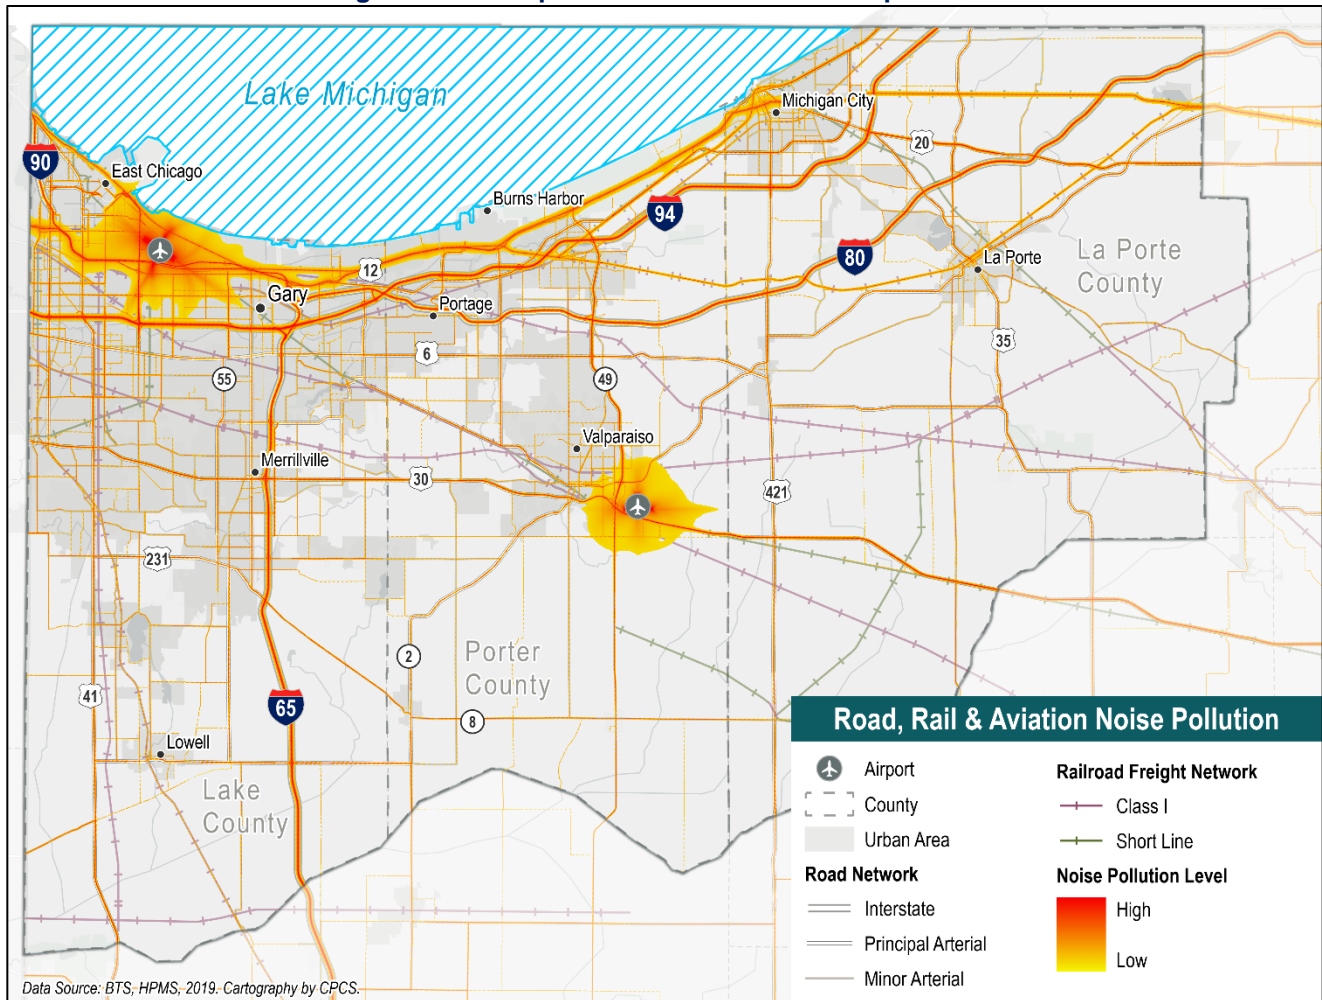 Lake Michigan
Michigan City
90
East Chicago
20
Burns Harbor
94
80
La Porte
La Porte
County
12
Gary
Portage
6
35
55
49
Valparaiso
Merrillville
30
421
231
Porter
County
2
41
65
8
Lowell
Lake
County
Road, Rail & Aviation Noise Pollution
Airport
County
Urban Area
Road Network
Interstate
Principal Arterial
Minor Arterial
Railroad Freight Network
Class I
Short Line
Noise Pollution Level
High
Low
Data Source: BTS, HPMS, 2019. Cartography by CPCS.